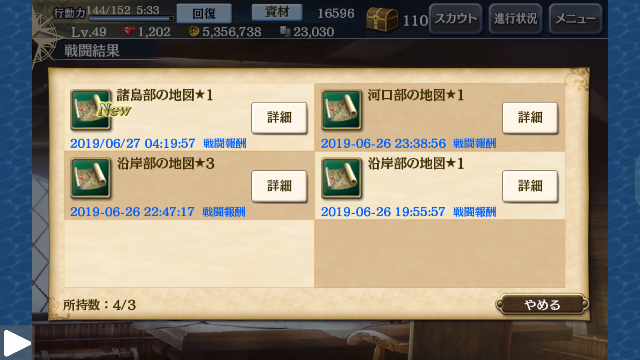 行動力 144/152 5:33 回復 資材 16596 110 スカウト 進行状況 メニュー
Lv.49 1,202 5,356,738 23,030
戦闘結果
諸島部の地図★1
New
詳細
2019/06/27 04:19:57 戦闘報酬
河口部の地図★1
詳細
2019-06-26 23:38:56 戦闘報酬
沿岸部の地図★3
詳細
2019-06-26 22:47:17 戦闘報酬
沿岸部の地図★1
詳細
2019-06-26 19:55:57 戦闘報酬
所持数：4/3
やめる